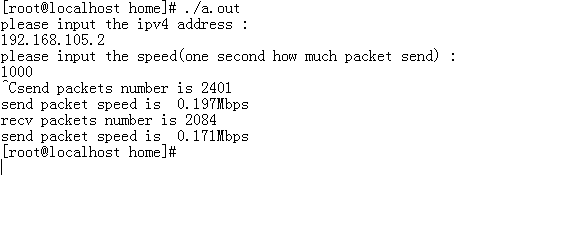 [root@localhost home]# ./a.out
please input the ipv4 address :
192.168.105.2
please input the speed(one second how much packet send) :
1000
^Csend packets number is 2401
send packet speed is  0.197Mbps
recv packets number is 2084
send packet speed is  0.171Mbps
[root@localhost home]#